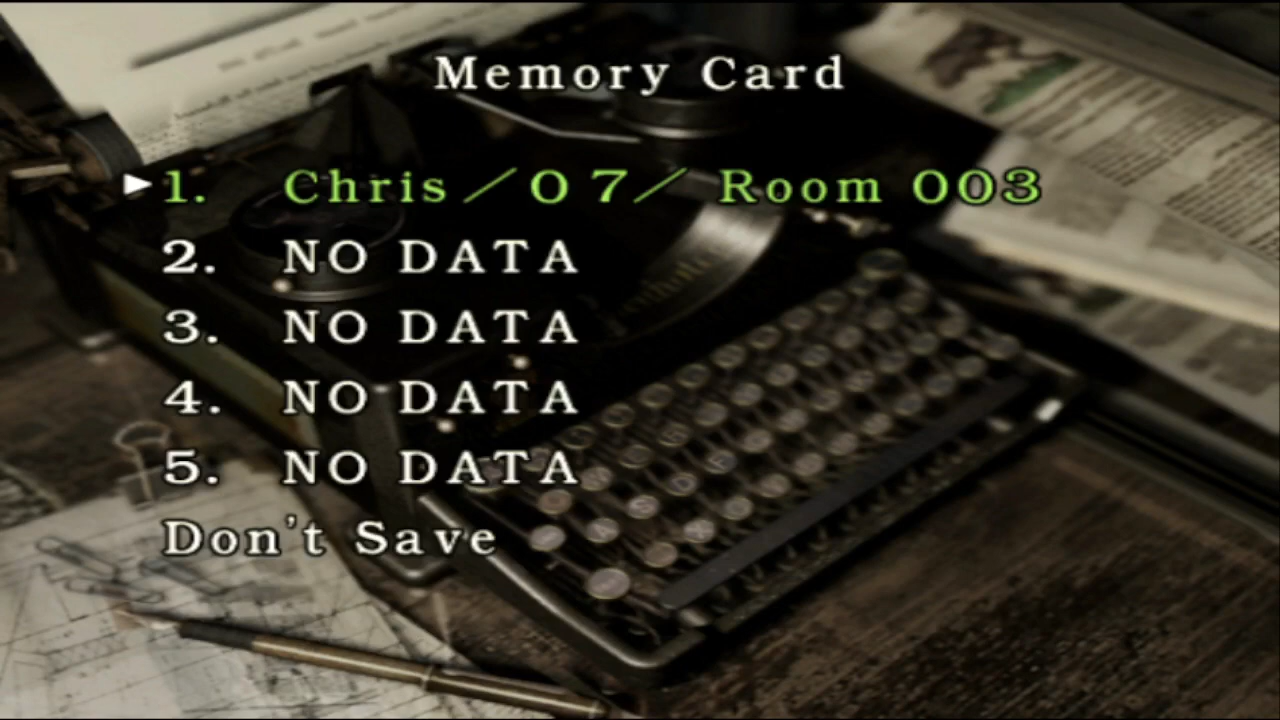 Memory Card
1. Chris／07／ Room 003
2. NO DATA
3. NO DATA
4. NO DATA
5. NO DATA
Don't Save